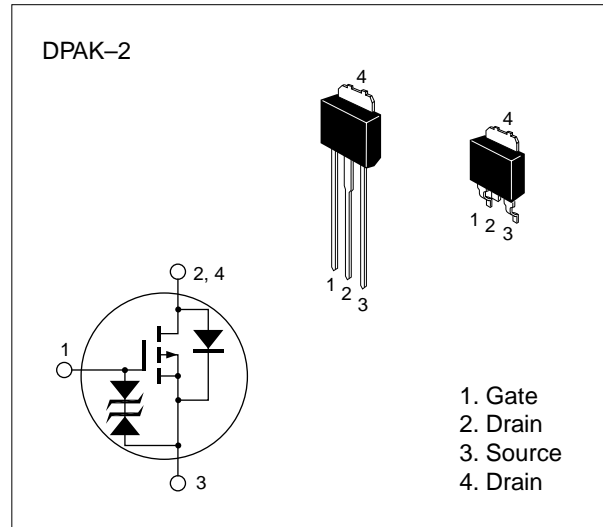 DPAK–2
4
4
1 2 3
1 2 3
2, 4
1
3
1. Gate
2. Drain
3. Source
4. Drain